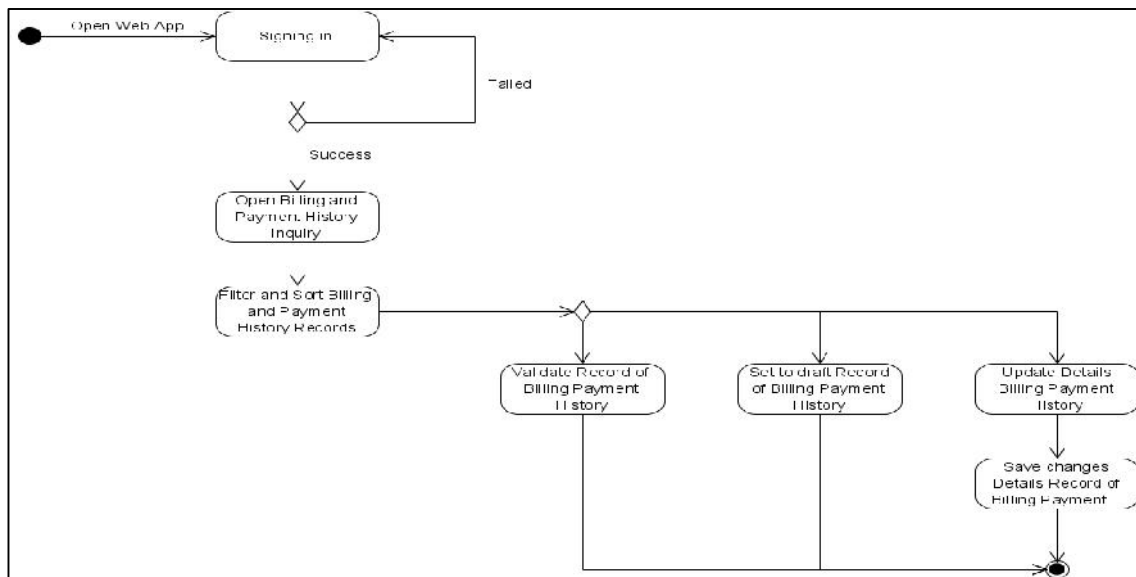 Open Web App
Signing in
Failed
Success
Open Billing and
Payment History
Inquiry
Filter and Sort Billing
and Payment
History Records
Validate Record of
Billing Payment
History
Set to draft Record
of Billing Payment
History
Update Details
Billing Payment
History
Save changes
Details Record of
Billing Payment